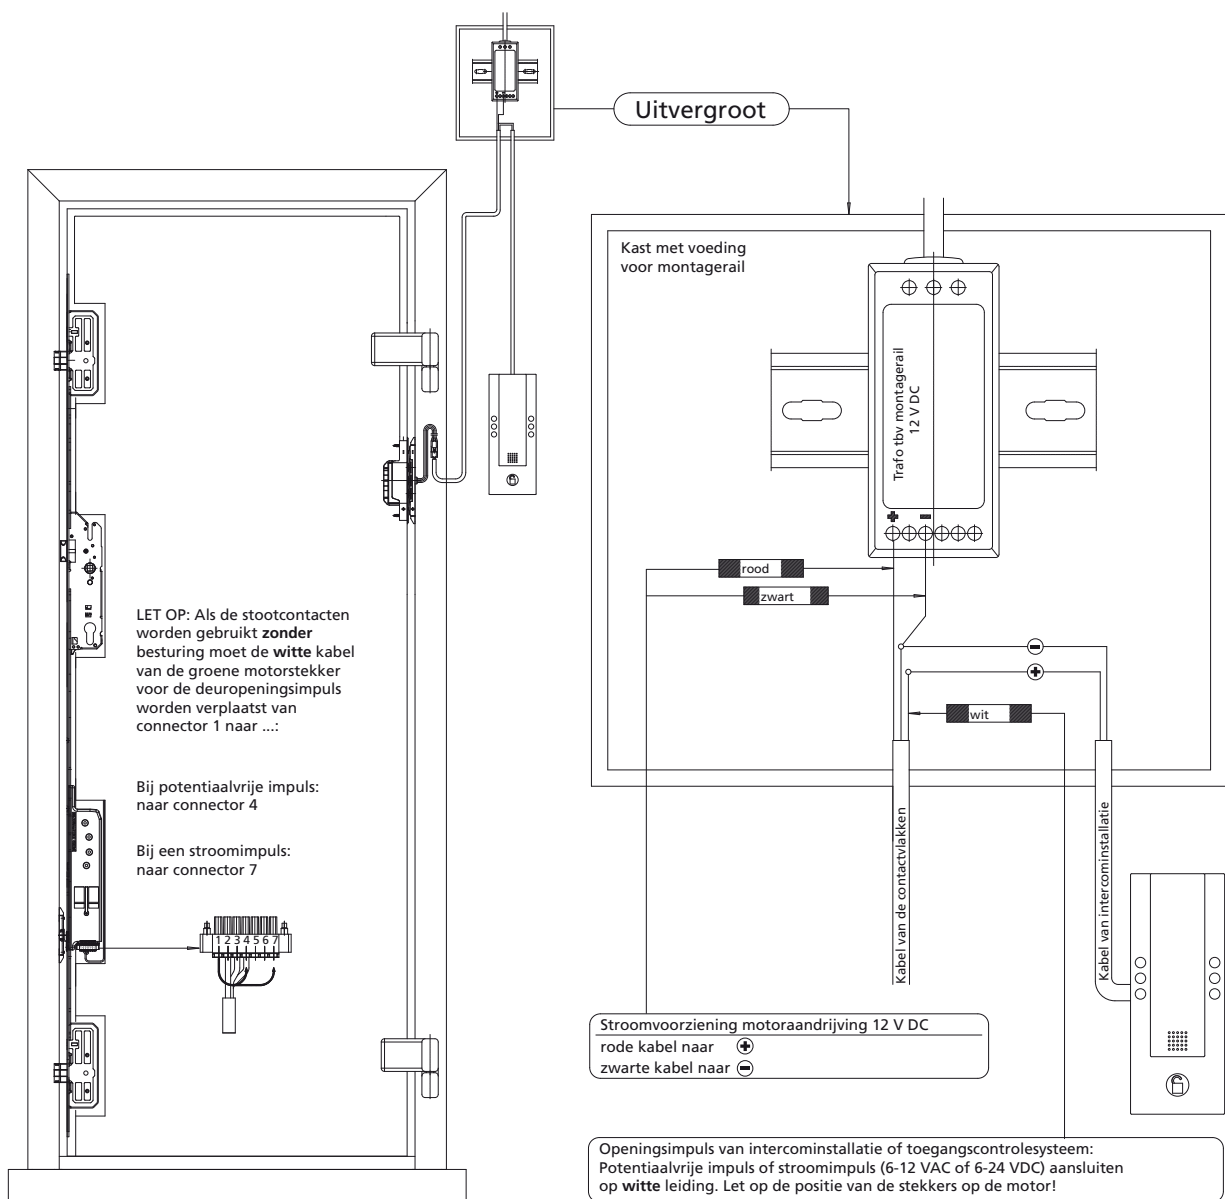 Uitvergroot
Kast met voeding
voor montagerail
Trafo tbv montagerail
12 V DC
rood
zwart
wit
LET OP: Als de stootcontacten
worden gebruikt zonder
besturing moet de witte kabel
van de groene motorstekker
voor de deuropeningsimpuls
worden verplaatst van
connector 1 naar ...:
Bij potentiaalvrije impuls:
naar connector 4
Bij een stroomimpuls:
naar connector 7
1 2 3 4 5 6 7
Kabel van de contactvlakken
Kabel van intercominstallatie
Stroomvoorziening motoraandrijving 12 V DC
rode kabel naar +
zwarte kabel naar −
Openingsimpuls van intercominstallatie of toegangscontrolesysteem:
Potentiaalvrije impuls of stroomimpuls (6-12 VAC of 6-24 VDC) aansluiten
op witte leiding. Let op de positie van de stekkers op de motor!